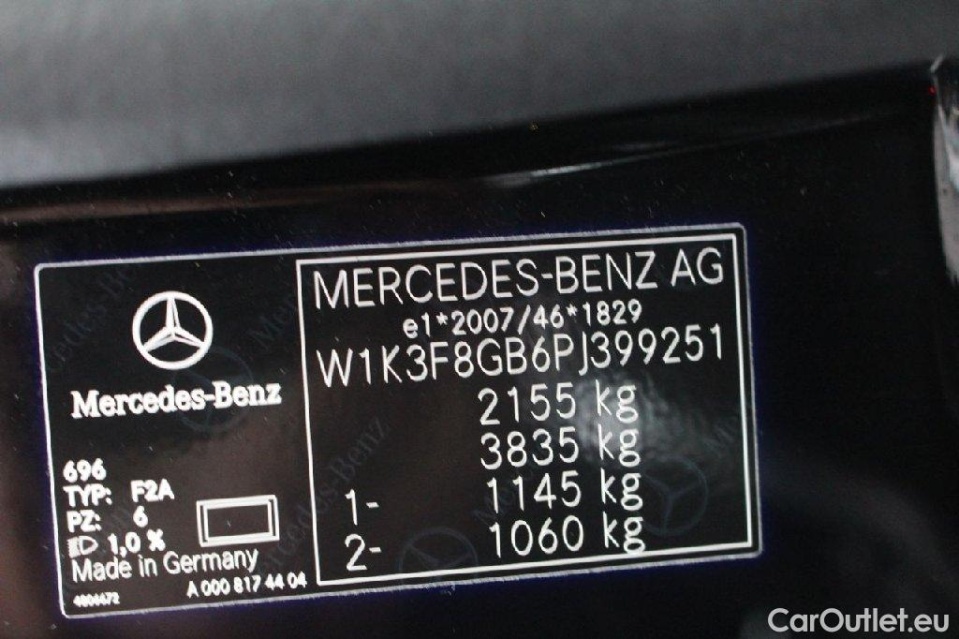 MERCEDES-BENZ AG
e1*2007/46*1829
W1K3F8GB6PJ399251
2155 kg
3835 kg
1- 1145 kg
2- 1060 kg
Mercedes-Benz
696
TYP: F2A
PZ: 6
1,0 %
Made in Germany
A 000 817 44 04
CarOutlet.eu